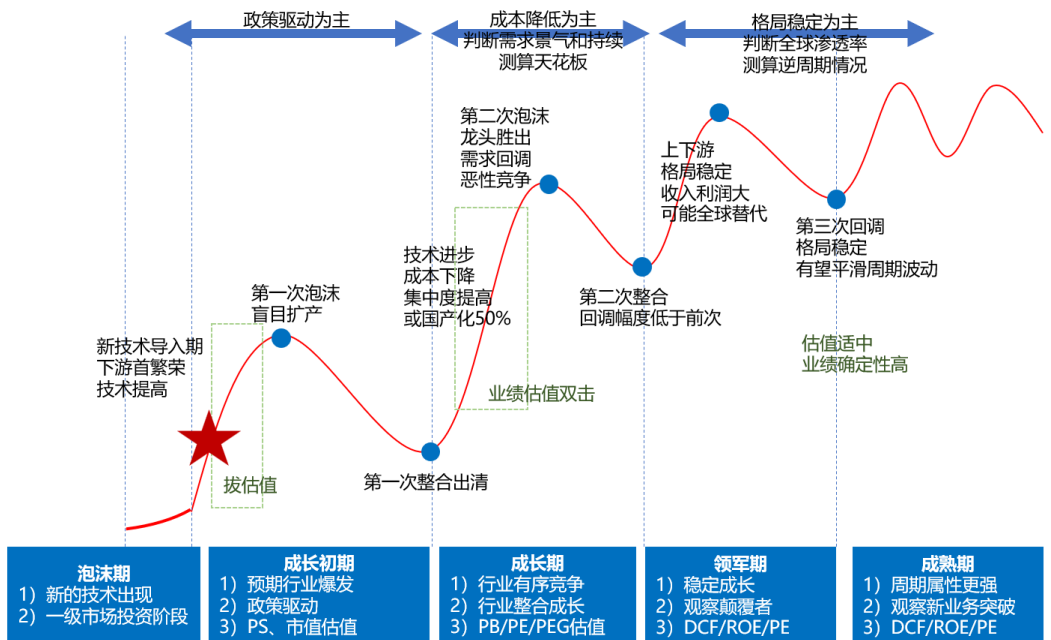 政策驱动为主
成本降低为主
判断需求景气和持续
测算天花板
格局稳定为主
判断全球渗透率
测算逆周期情况
第二次泡沫
龙头胜出
需求回调
恶性竞争
上下游
格局稳定
收入利润大
可能全球替代
第三次回调
格局稳定
有望平滑周期波动
技术进步
成本下降
集中度提高
或国产化50%
第二次整合
回调幅度低于前次
第一次泡沫
盲目扩产
新技术导入期
下游首繁荣
技术提高
估值适中
业绩确定性高
业绩估值双击
拔估值
第一次整合出清
泡沫期
1）新的技术出现
2）一级市场投资阶段
成长初期
1）预期行业爆发
2）政策驱动
3）PS、市值估值
成长期
1）行业有序竞争
2）行业整合成长
3）PB/PE/PEG估值
领军期
1）稳定成长
2）观察颠覆者
3）DCF/ROE/PE
成熟期
1）周期属性更强
2）观察新业务突破
3）DCF/ROE/PE